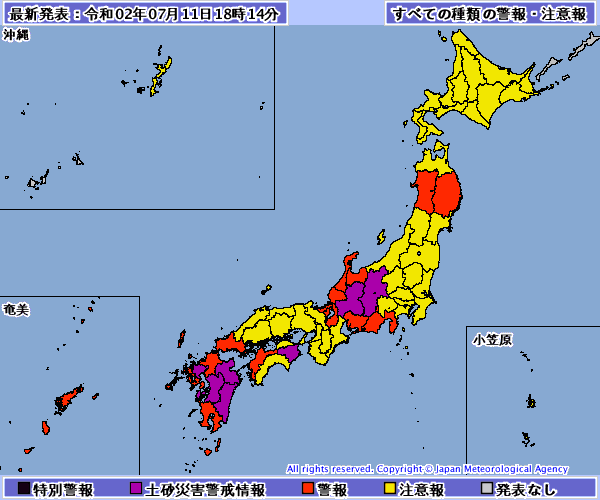 最新発表：令和02年07月11日18時14分
すべての種類の警報・注意報
沖縄
奄美
小笠原
All rights reserved. Copyright © Japan Meteorological Agency
特別警報 土砂災害警戒情報 警報 注意報 発表なし